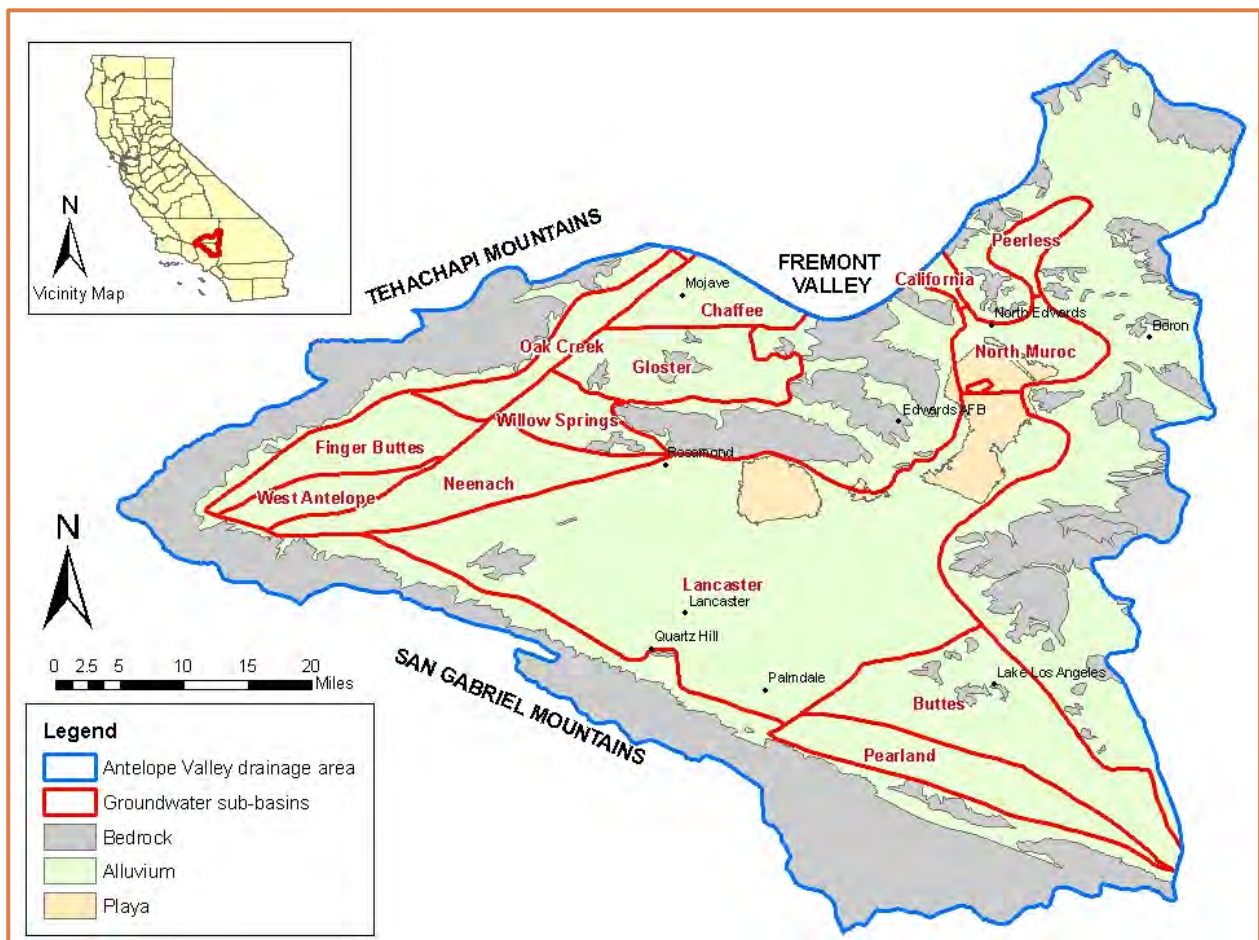 N
Vicinity Map
TEHACHAPI MOUNTAINS
FREMONT
VALLEY
Peerless
California
Mojave
Chaffee
North Edwards
Boron
Oak Creek
North Muroc
Gloster
Edwards AFB
Willow Springs
Finger Buttes
Rosamond
Neenach
West Antelope
N
Lancaster
Lancaster
Quartz Hill
SAN GABRIEL MOUNTAINS
0 2.5 5 10 15 20
Miles
Palmdale
Lake Los Angeles
Buttes
Pearland
Legend
Antelope Valley drainage area
Groundwater sub-basins
Bedrock
Alluvium
Playa